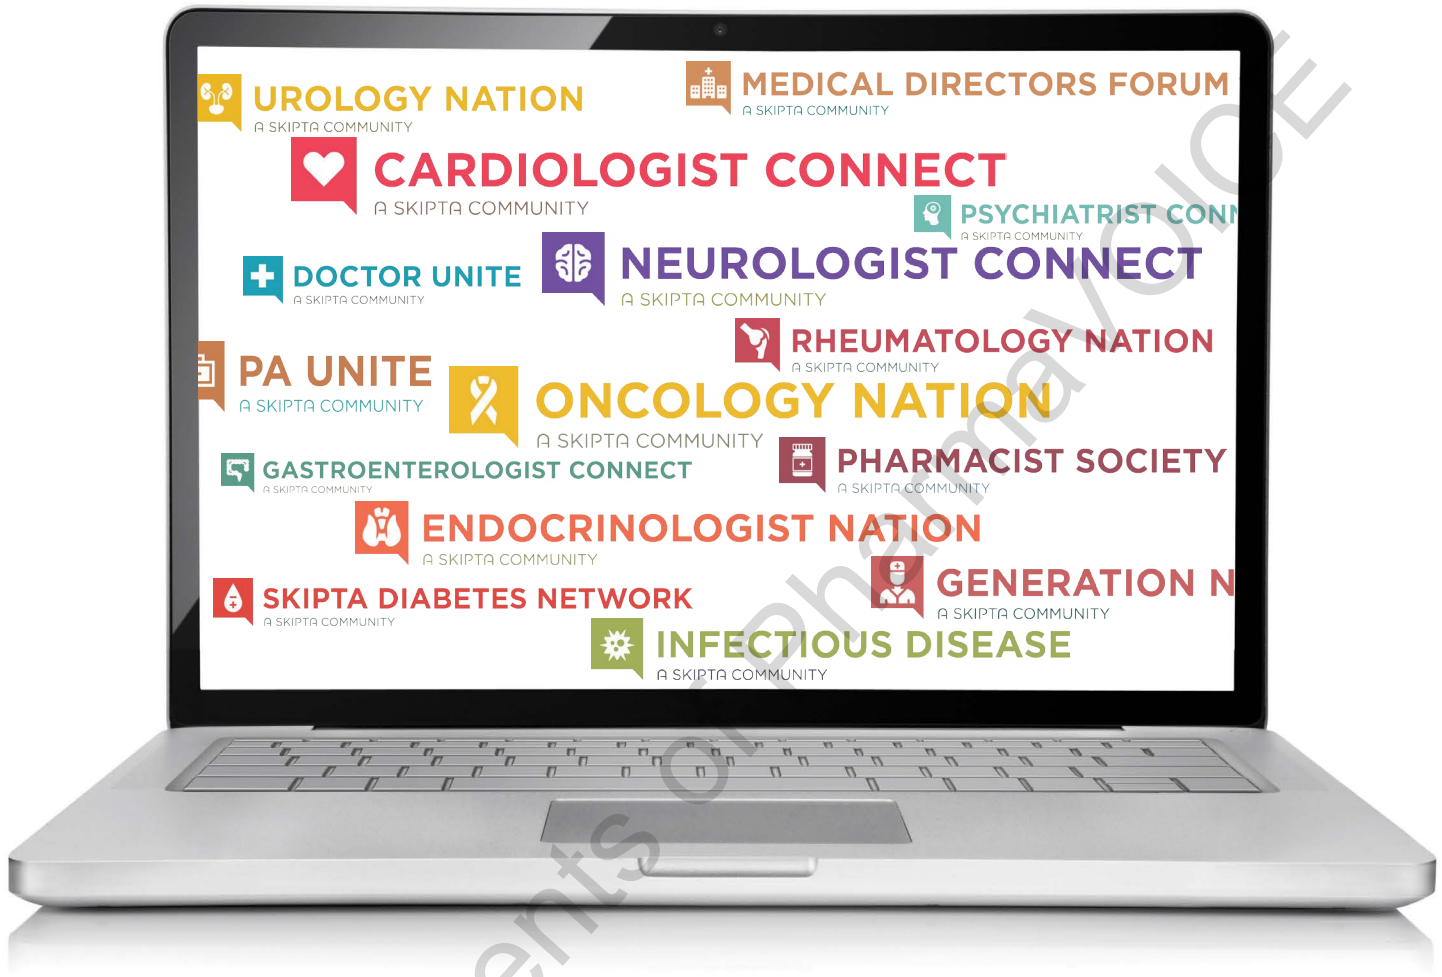 UROLOGY NATION
A SKIPTA COMMUNITY
MEDICAL DIRECTORS FORUM
A SKIPTA COMMUNITY
CARDIOLOGIST CONNECT
A SKIPTA COMMUNITY
PSYCHIATRIST CONN
A SKIPTA COMMUNITY
NEUROLOGIST CONNECT
A SKIPTA COMMUNITY
DOCTOR UNITE
A SKIPTA COMMUNITY
RHEUMATOLOGY NATION
A SKIPTA COMMUNITY
PA UNITE
A SKIPTA COMMUNITY
ONCOLOGY NATION
A SKIPTA COMMUNITY
GASTROENTEROLOGIST CONNECT
A SKIPTA COMMUNITY
PHARMACIST SOCIETY
A SKIPTA COMMUNITY
ENDOCRINOLOGIST NATION
A SKIPTA COMMUNITY
SKIPTA DIABETES NETWORK
A SKIPTA COMMUNITY
GENERATION N
A SKIPTA COMMUNITY
INFECTIOUS DISEASE
A SKIPTA COMMUNITY
ents of PharmaVOICE